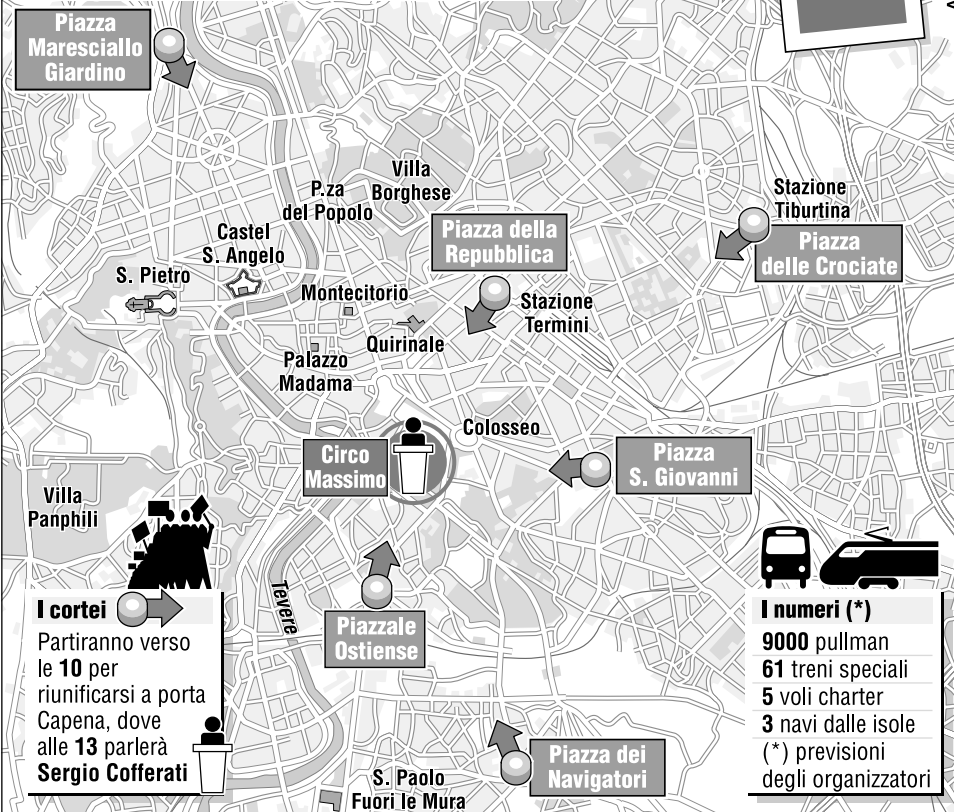 Piazza
Maresciallo
Giardino
Villa
Borghese
P.za
del Popolo
Castel
S. Angelo
S. Pietro
Piazza della
Repubblica
Stazione
Tiburtina
Piazza
delle Crociate
Montecitorio
Stazione
Termini
Quirinale
Palazzo
Madama
Colosseo
Circo
Massimo
Piazza
S. Giovanni
Villa
Panphili
Tevere
Piazzale
Ostiense
I cortei
Partiranno verso
le 10 per
riunificarsi a porta
Capena, dove
alle 13 parlerà
Sergio Cofferati
I numeri (*)
9000 pullman
61 treni speciali
5 voli charter
3 navi dalle isole
(*) previsioni
degli organizzatori
Piazza dei
Navigatori
S. Paolo
Fuori le Mura